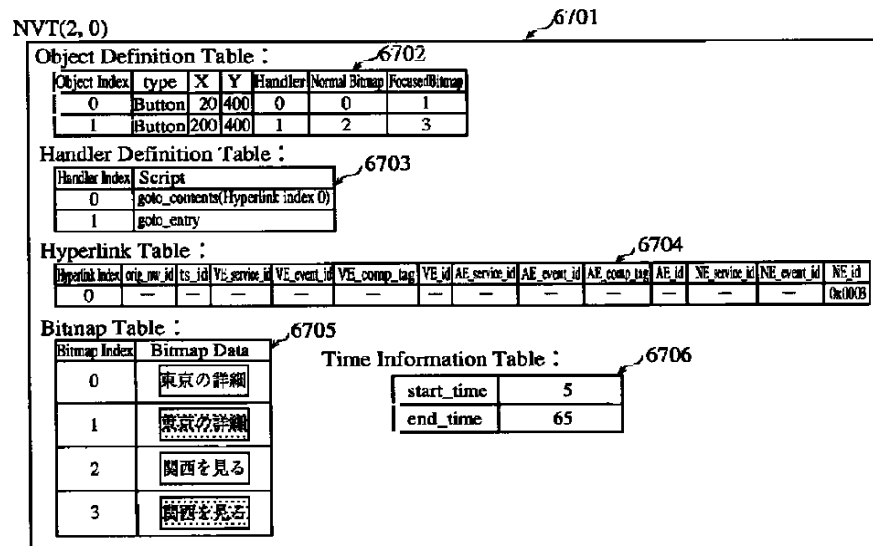 NVT(2, 0)
6701
Object Definition Table :
6702
Object Index type X Y Handler Normal Bitmap FocusedBitmap
0 Button 20 400 0 0 1
1 Button 200 400 1 2 3
Handler Definition Table :
6703
Handler Index Script
0 goto_contents(Hyperlink index 0)
1 goto_entry
Hyperlink Table :
6704
Hyperlink Index orig_nw_id ts_id VE_service_id VE_event_id VE_comp_tag VE_id AE_service_id AE_event_id AE_comp_tag AE_id NE_service_id NE_event_id NE_id
0 — — — — — — — — — — — — 0x0003
Bitmap Table :
6705
Bitmap Index Bitmap Data
0 東京の詳細
1 東京の詳細
2 関西を見る
3 関西を見る
Time Information Table :
6706
start_time 5
end_time 65